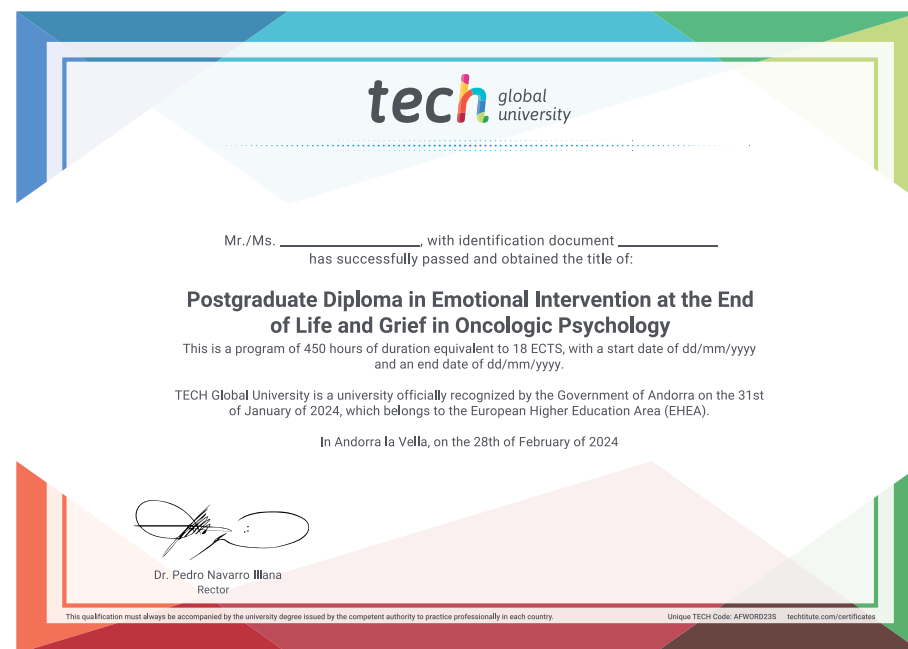 tech global university
Mr./Ms. ____________________, with identification document ______________
has successfully passed and obtained the title of:
Postgraduate Diploma in Emotional Intervention at the End
of Life and Grief in Oncologic Psychology
This is a program of 450 hours of duration equivalent to 18 ECTS, with a start date of dd/mm/yyyy
and an end date of dd/mm/yyyy.
TECH Global University is a university officially recognized by the Government of Andorra on the 31st
of January of 2024, which belongs to the European Higher Education Area (EHEA).
In Andorra la Vella, on the 28th of February of 2024
Dr. Pedro Navarro Illana
Rector
This qualification must always be accompanied by the university degree issued by the competent authority to practice professionally in each country.
Unique TECH Code: AFWORD23S techtitute.com/certificates